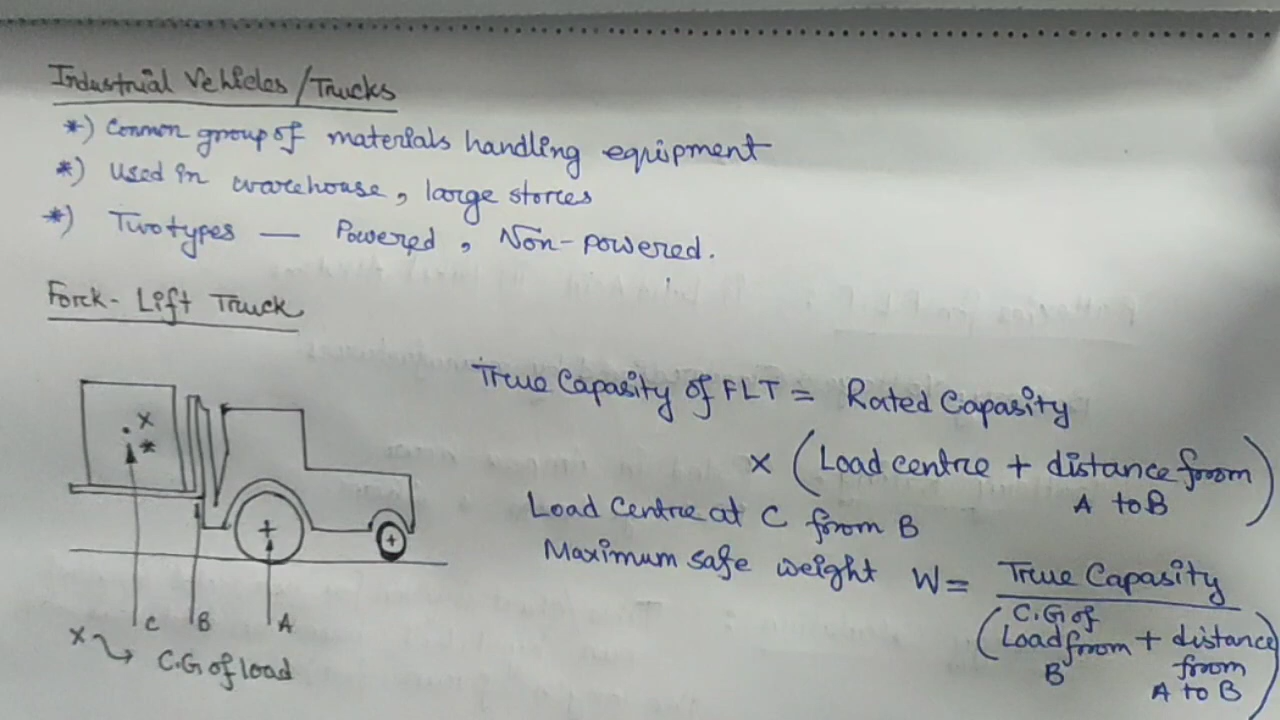 Industrial Vehicles/Trucks
*) Common group of materials handling equipment
*) Used in warehouse, large stores
*) Two types — Powered, Non-powered.
Fork-Lift Truck
True Capasity of FLT = Rated Capasity
× (Load centre + distance from A to B)
Load Centre at C from B
Maximum safe weight W = True Capasity
(C.G of Load from B + distance from A to B)
x
*
C B A
x → C.G of load